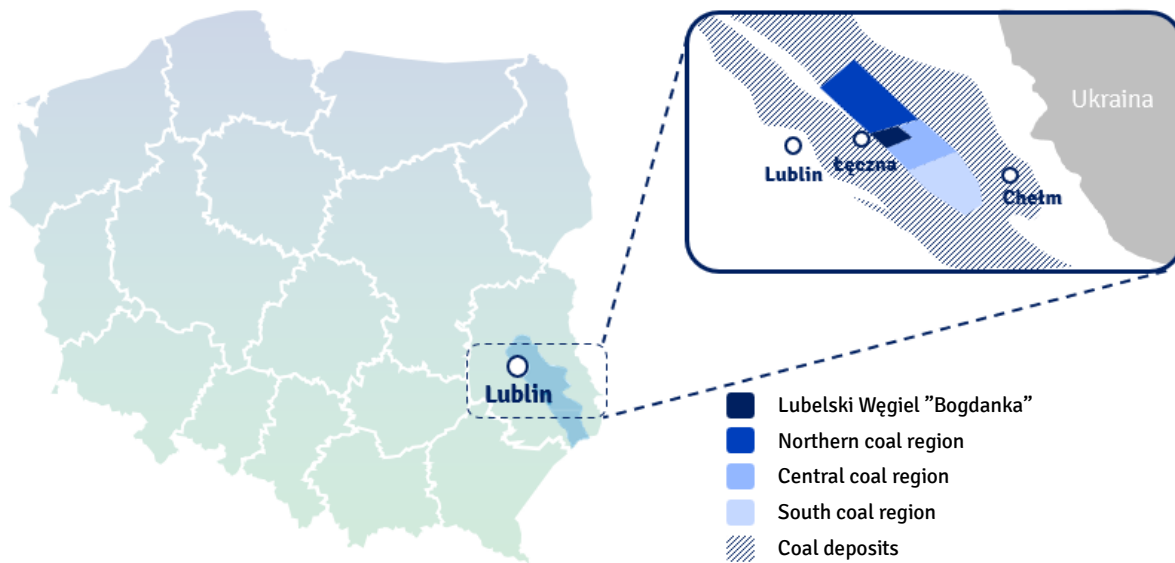 Ukraina
Lublin
Łęczna
Chełm
Lublin
Lubelski Węgiel ”Bogdanka”
Northern coal region
Central coal region
South coal region
Coal deposits